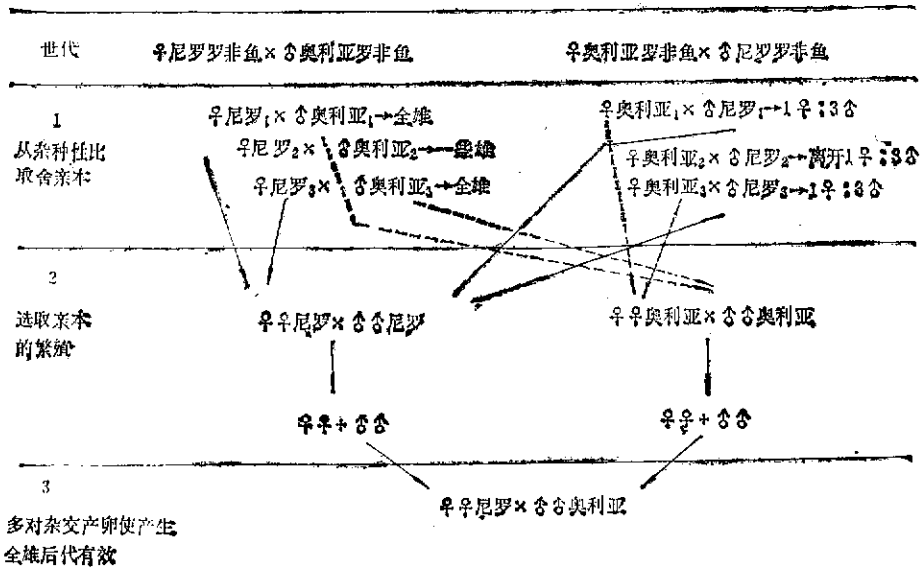 世代 ♀尼罗罗非鱼×♂奥利亚罗非鱼 ♀奥利亚罗非鱼×♂尼罗罗非鱼
1 ♀尼罗₁×♂奥利亚₁→全雄 ♀奥利亚₁×♂尼罗₁→1♀:3♂
从杂种性比 ♀尼罗₂×♂奥利亚₂→雄 ♀奥利亚₂×♂尼罗₂→离开1♀:3♂
取舍亲本 ♀尼罗₃×♂奥利亚₃→全雄 ♀奥利亚₃×♂尼罗₃→1♀:3♂
2
选取亲本 ♀♀尼罗×♂♂尼罗 ♀♀奥利亚×♂♂奥利亚
的繁殖
♀♀+♂♂ ♀♀+♂♂
3 ♀♀尼罗×♂♂奥利亚
多对杂交产卵使产生
全雄后代有效